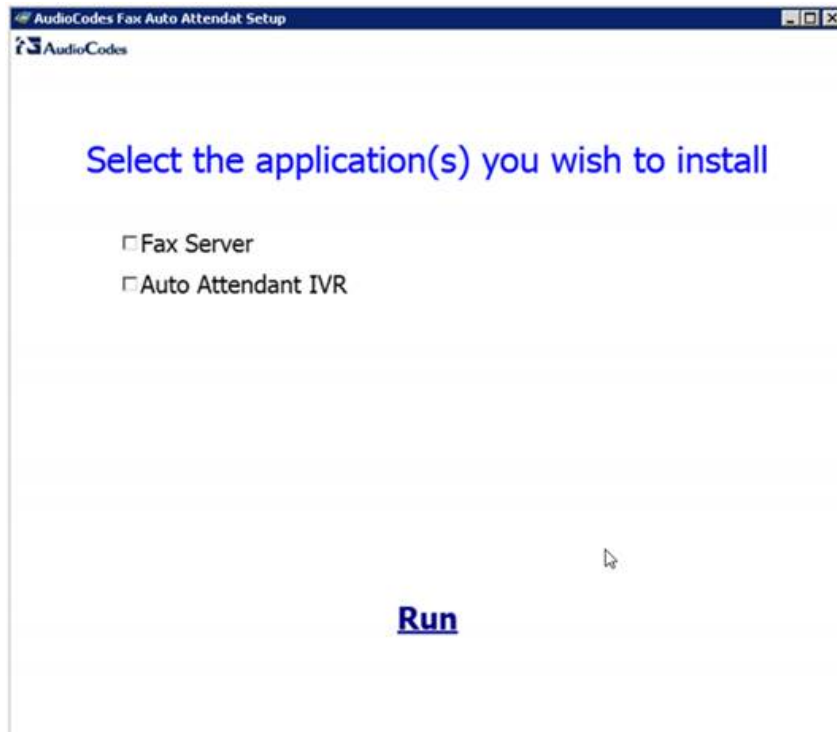 AudioCodes Fax Auto Attendat Setup
AudioCodes
Select the application(s) you wish to install
Fax Server
Auto Attendant IVR
Run